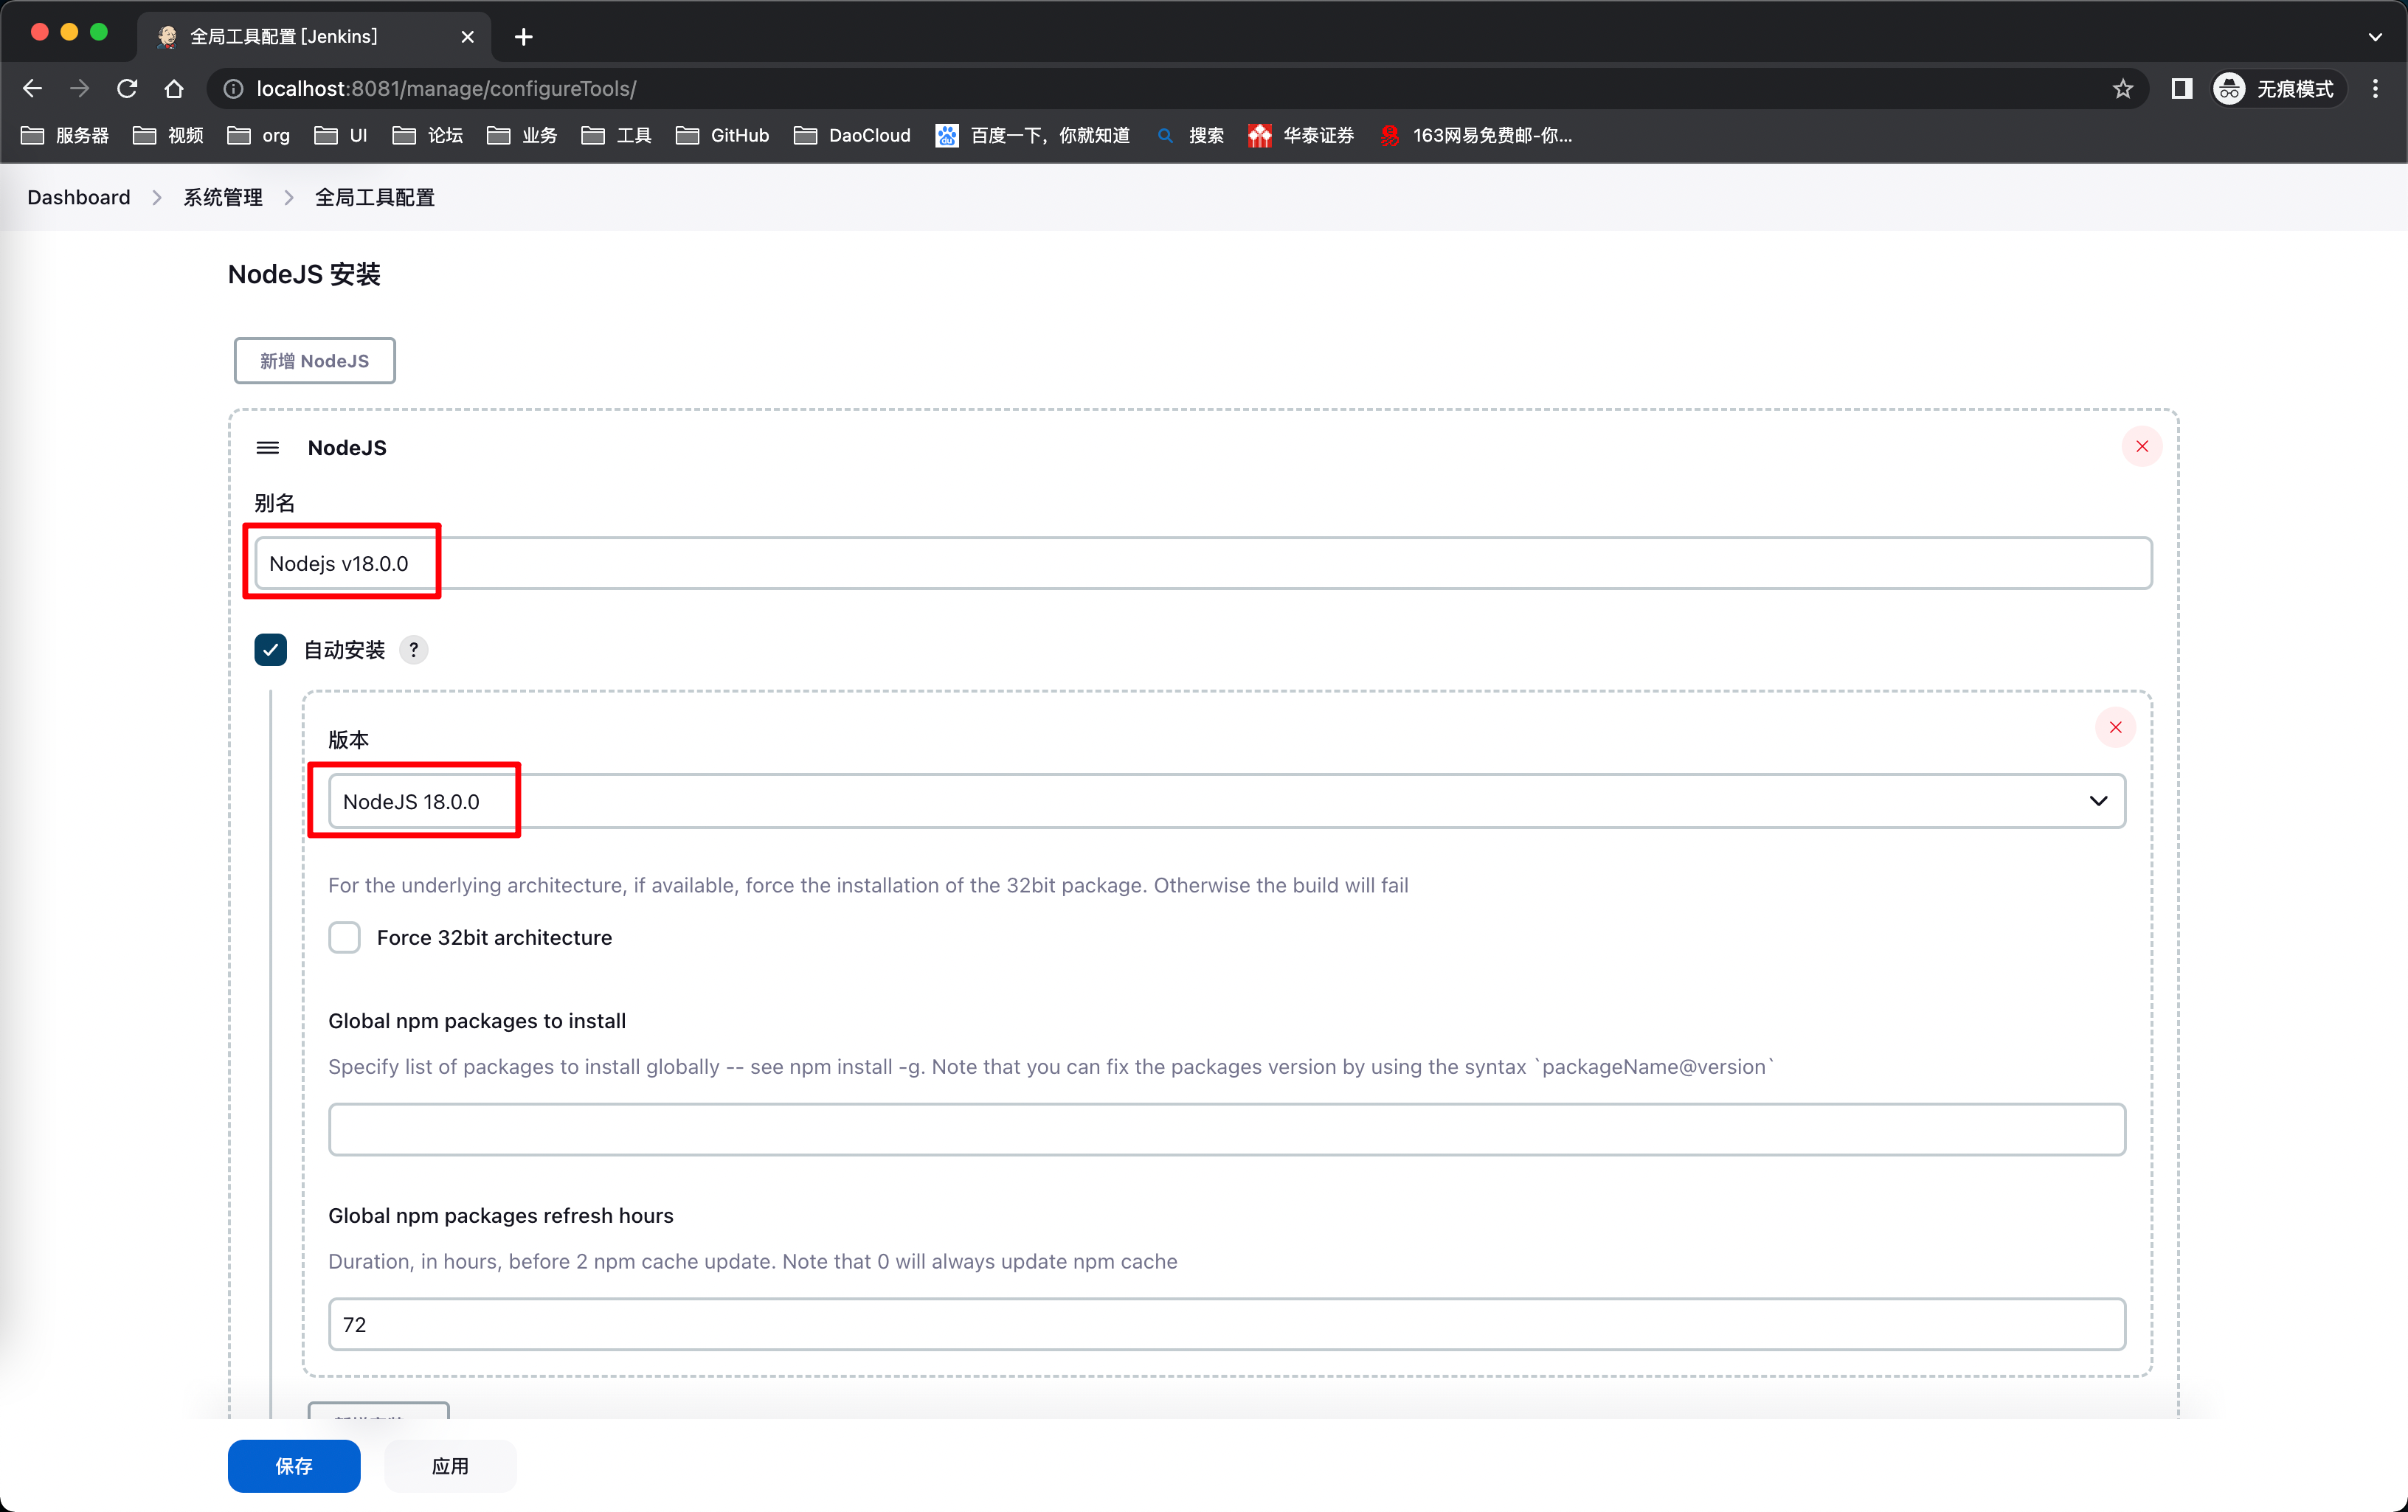 全局工具配置 [Jenkins]
localhost:8081/manage/configureTools/
无痕模式
服务器 视频 org UI 论坛 业务 工具 GitHub DaoCloud 百度一下，你就知道 搜索 华泰证券 163网易免费邮-你...
Dashboard 系统管理 全局工具配置
NodeJS 安装
新增 NodeJS
NodeJS
别名
Nodejs v18.0.0
自动安装 ?
版本
NodeJS 18.0.0
For the underlying architecture, if available, force the installation of the 32bit package. Otherwise the build will fail
Force 32bit architecture
Global npm packages to install
Specify list of packages to install globally -- see npm install -g. Note that you can fix the packages version by using the syntax `packageName@version`
Global npm packages refresh hours
Duration, in hours, before 2 npm cache update. Note that 0 will always update npm cache
72
保存 应用